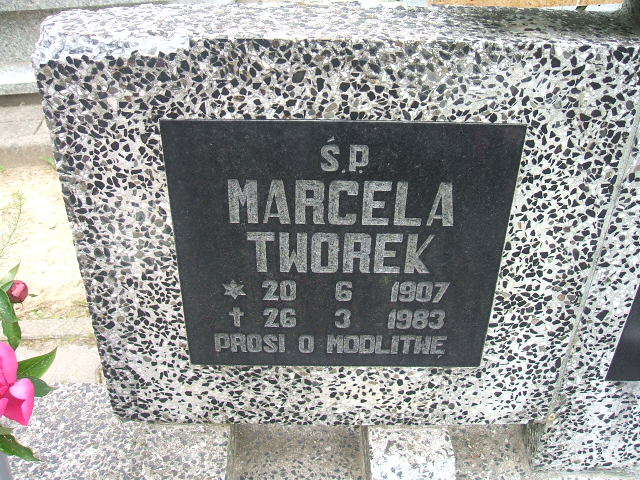 Ś.P.
MARCELA
TWOREK
✶ 20 6 1907
✝ 26 3 1983
PROSI O MODLITWĘ